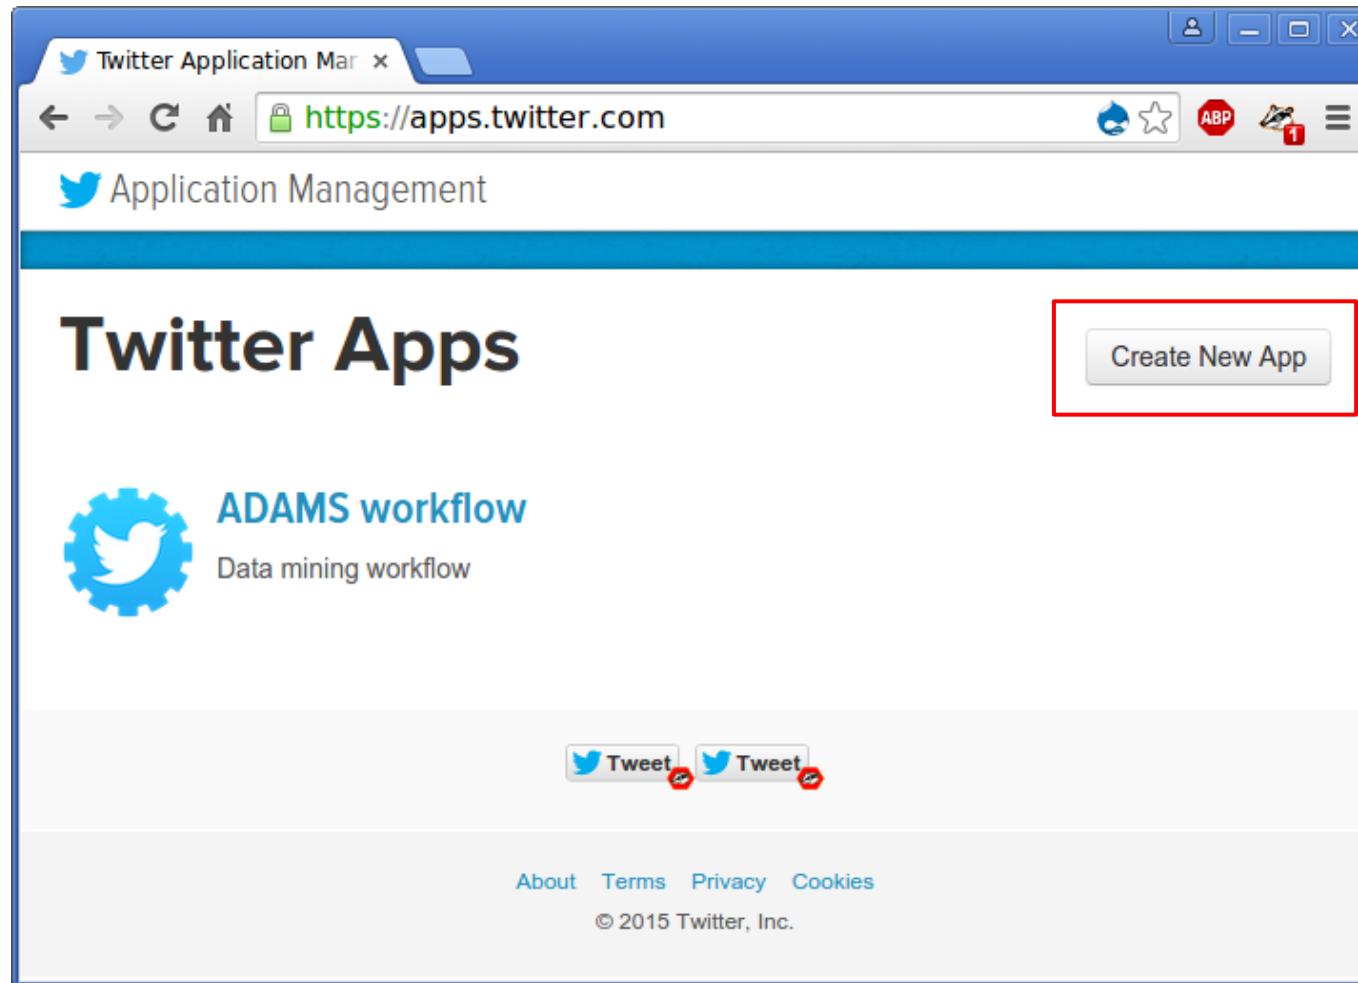 Twitter Application Mar
https://apps.twitter.com
ABP
1
Application Management
Twitter Apps
Create New App
ADAMS workflow
Data mining workflow
Tweet Tweet
About Terms Privacy Cookies
© 2015 Twitter, Inc.